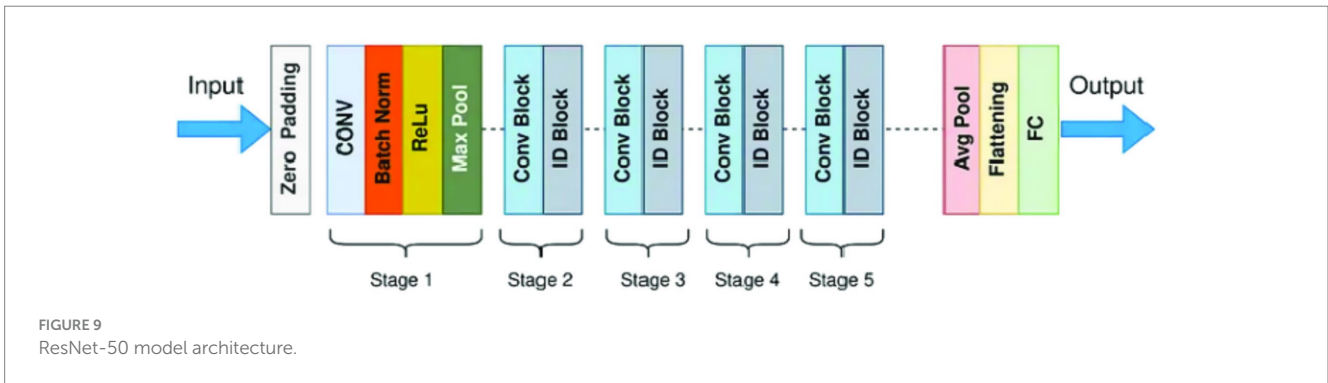 Input
Zero Padding
CONV
Batch Norm
ReLu
Max Pool
Conv Block
ID Block
Conv Block
ID Block
Conv Block
ID Block
Conv Block
ID Block
Avg Pool
Flattening
FC
Output
Stage 1
Stage 2
Stage 3
Stage 4
Stage 5
FIGURE 9
ResNet-50 model architecture.